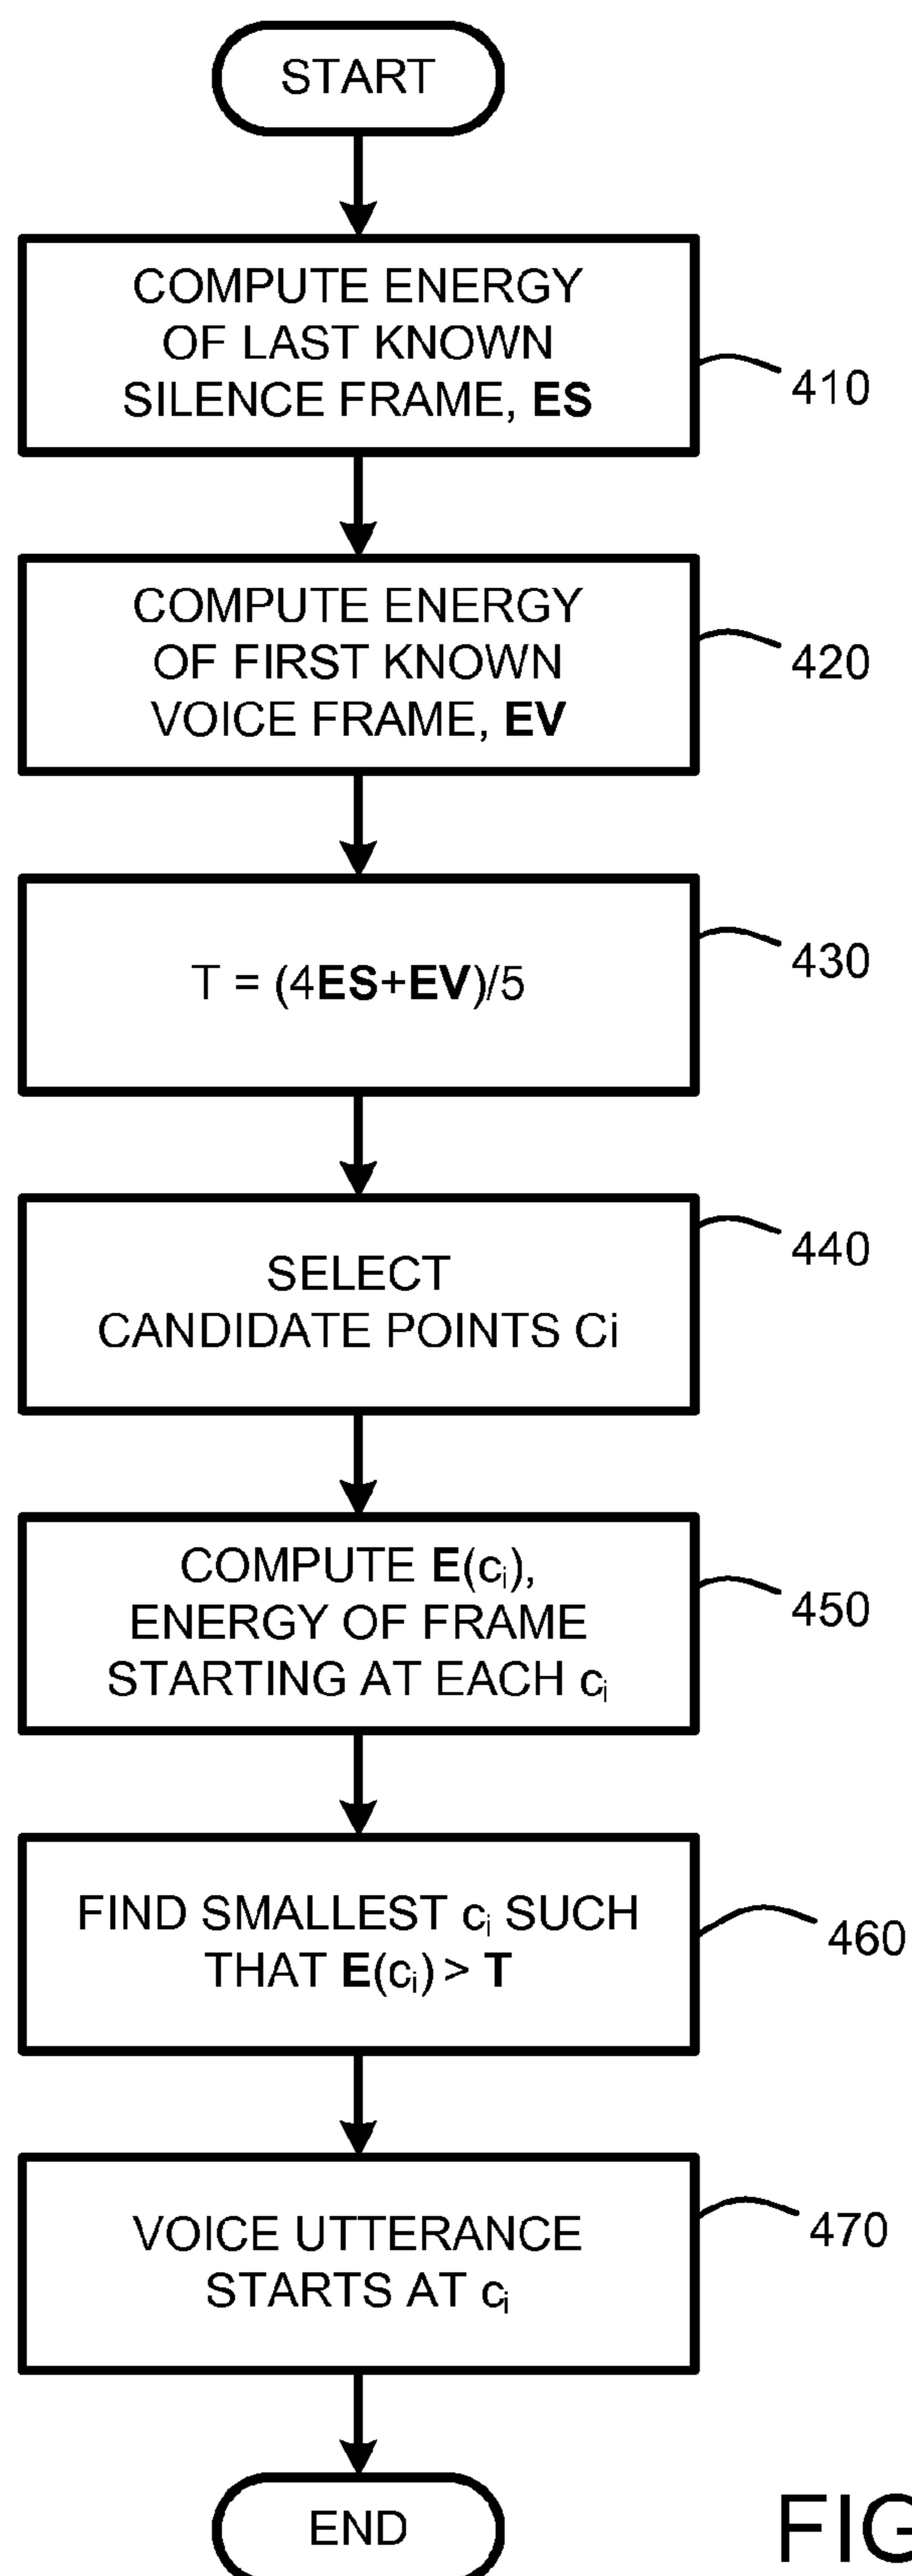 START
COMPUTE ENERGY
OF LAST KNOWN
SILENCE FRAME, ES
410
COMPUTE ENERGY
OF FIRST KNOWN
VOICE FRAME, EV
420
T = (4ES+EV)/5
430
SELECT
CANDIDATE POINTS Ci
440
COMPUTE E(ci),
ENERGY OF FRAME
STARTING AT EACH ci
450
FIND SMALLEST ci SUCH
THAT E(ci) > T
460
VOICE UTTERANCE
STARTS AT ci
470
END